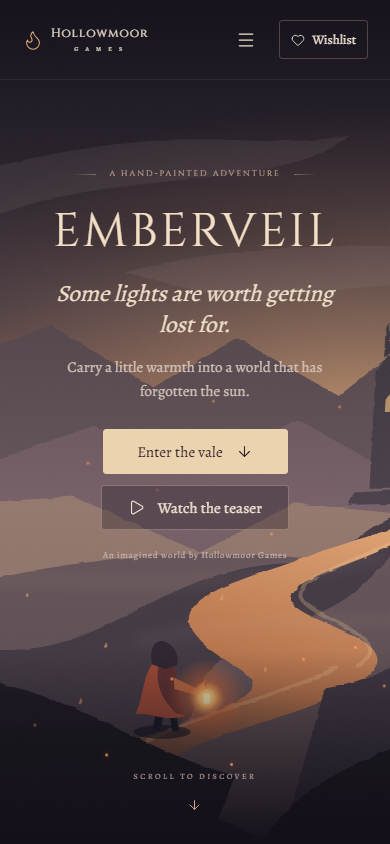 Hollowmoor
GAMES
Wishlist
A HAND-PAINTED ADVENTURE
EMBERVEIL
Some lights are worth getting
lost for.
Carry a little warmth into a world that has
forgotten the sun.
Enter the vale
Watch the teaser
An imagined world by Hollowmoor Games
SCROLL TO DISCOVER